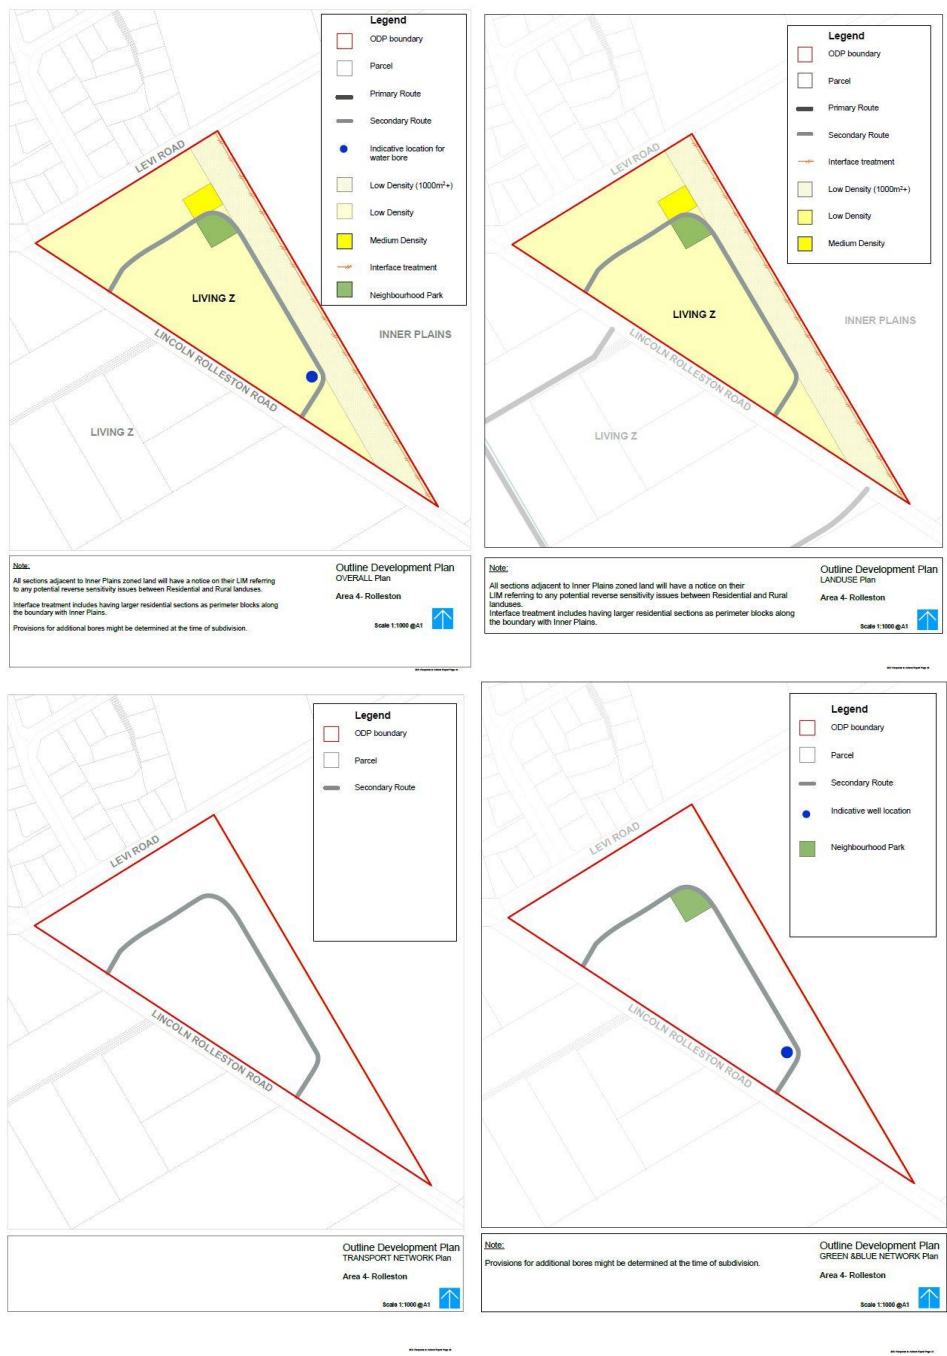 Legend
ODP boundary
Parcel
Primary Route
Secondary Route
Indicative location for
water bore
Low Density (1000m²+)
Low Density
Medium Density
Interface treatment
Neighbourhood Park
LEVI ROAD
LIVING Z
INNER PLAINS
LINCOLN ROLLESTON ROAD
LIVING Z
Note:
All sections adjacent to Inner Plains zoned land will have a notice on their LIM referring
to any potential reverse sensitivity issues between Residential and Rural landuses.
Interface treatment includes having larger residential sections as perimeter blocks along
the boundary with Inner Plains.
Provisions for additional bores might be determined at the time of subdivision.
Outline Development Plan
OVERALL Plan
Area 4- Rolleston
Scale 1:1000 @A1
Legend
ODP boundary
Parcel
Primary Route
Secondary Route
Interface treatment
Low Density (1000m²+)
Low Density
Medium Density
LEVI ROAD
LIVING Z
INNER PLAINS
LINCOLN ROLLESTON ROAD
LIVING Z
Note:
All sections adjacent to Inner Plains zoned land will have a notice on their
LIM referring to any potential reverse sensitivity issues between Residential and Rural
landuses.
Interface treatment includes having larger residential sections as perimeter blocks along
the boundary with Inner Plains.
Outline Development Plan
LANDUSE Plan
Area 4- Rolleston
Scale 1:1000 @A1
Legend
ODP boundary
Parcel
Secondary Route
LEVI ROAD
LINCOLN ROLLESTON ROAD
Outline Development Plan
TRANSPORT NETWORK Plan
Area 4- Rolleston
Scale 1:1000 @A1
Legend
ODP boundary
Parcel
Secondary Route
Indicative well location
Neighbourhood Park
LEVI ROAD
LINCOLN ROLLESTON ROAD
Note:
Provisions for additional bores might be determined at the time of subdivision.
Outline Development Plan
GREEN &BLUE NETWORK Plan
Area 4- Rolleston
Scale 1:1000 @A1